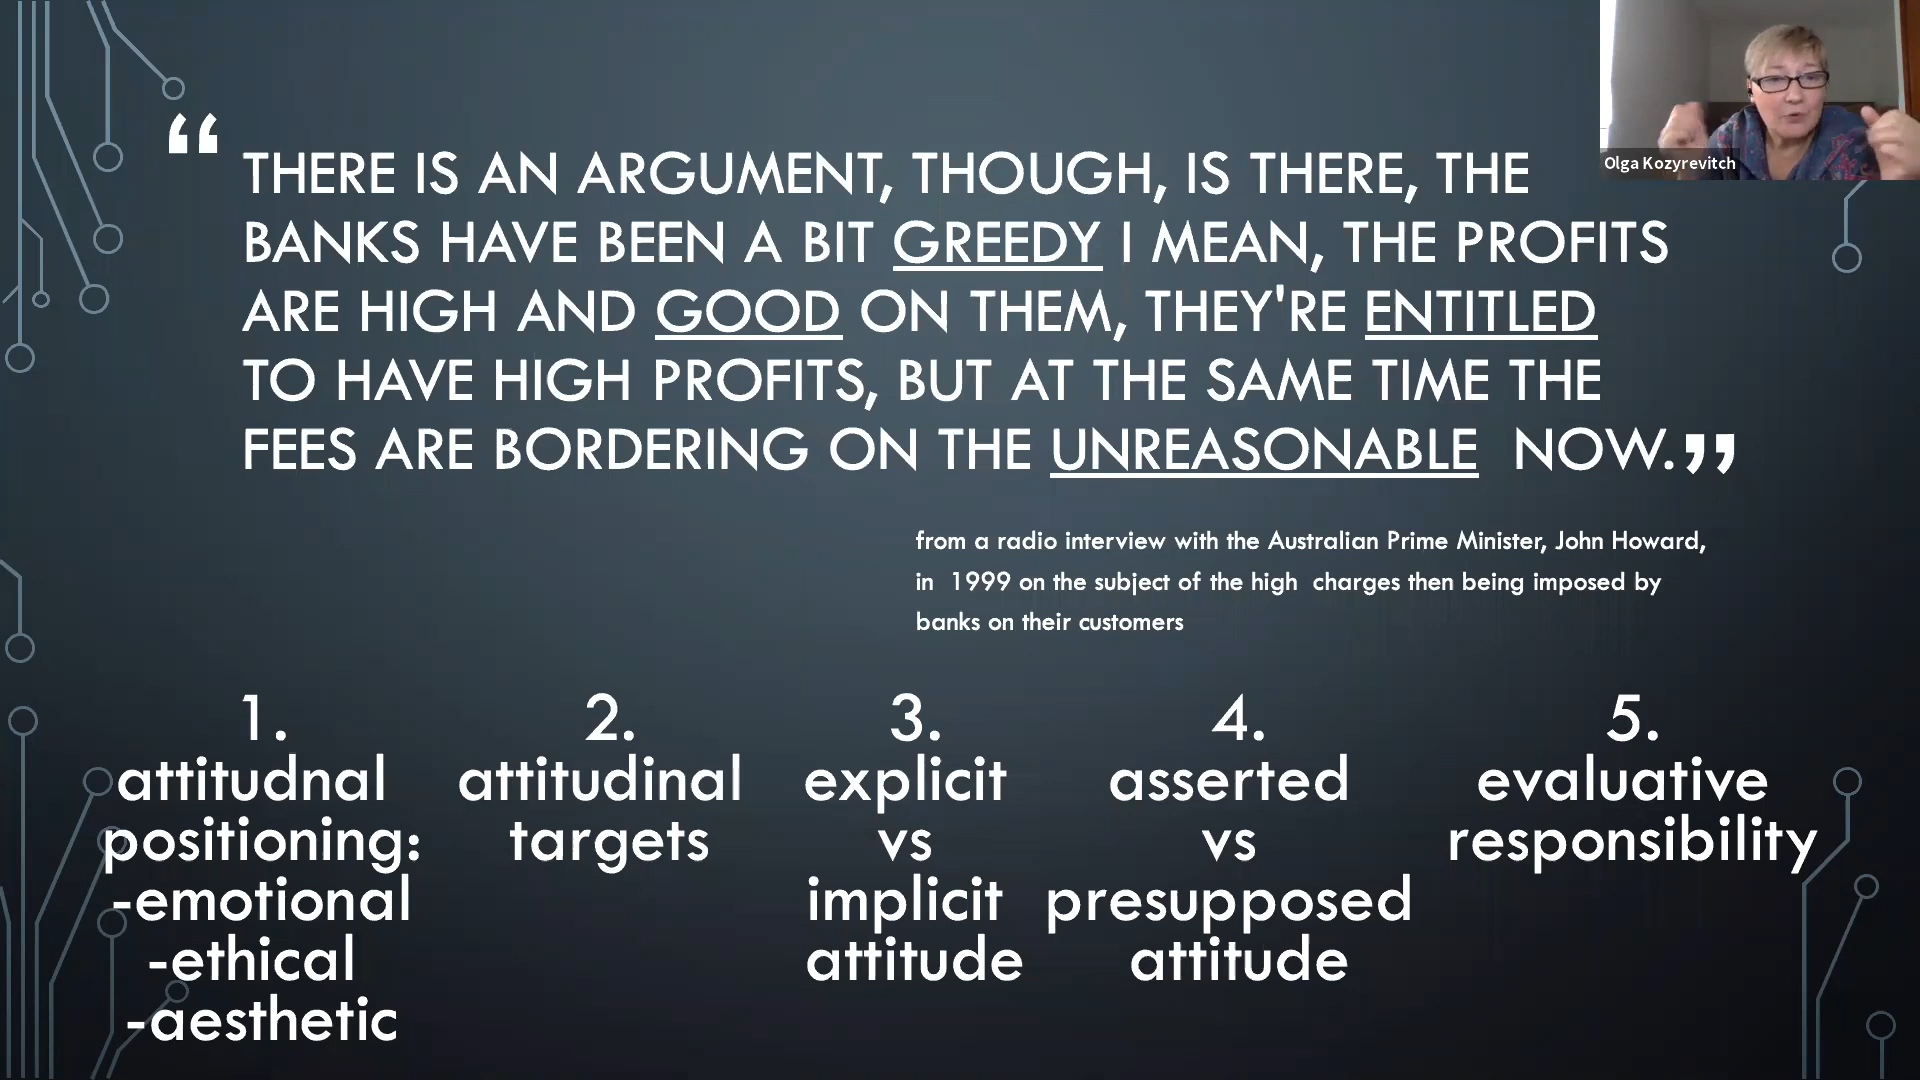 “ THERE IS AN ARGUMENT, THOUGH, IS THERE, THE
BANKS HAVE BEEN A BIT GREEDY I MEAN, THE PROFITS
ARE HIGH AND GOOD ON THEM, THEY'RE ENTITLED
TO HAVE HIGH PROFITS, BUT AT THE SAME TIME THE
FEES ARE BORDERING ON THE UNREASONABLE NOW.”
from a radio interview with the Australian Prime Minister, John Howard,
in 1999 on the subject of the high charges then being imposed by
banks on their customers
1.
attitudnal
positioning:
-emotional
-ethical
-aesthetic
2.
attitudinal
targets
3.
explicit
vs
implicit
attitude
4.
asserted
vs
presupposed
attitude
5.
evaluative
responsibility
Olga Kozyrevitch